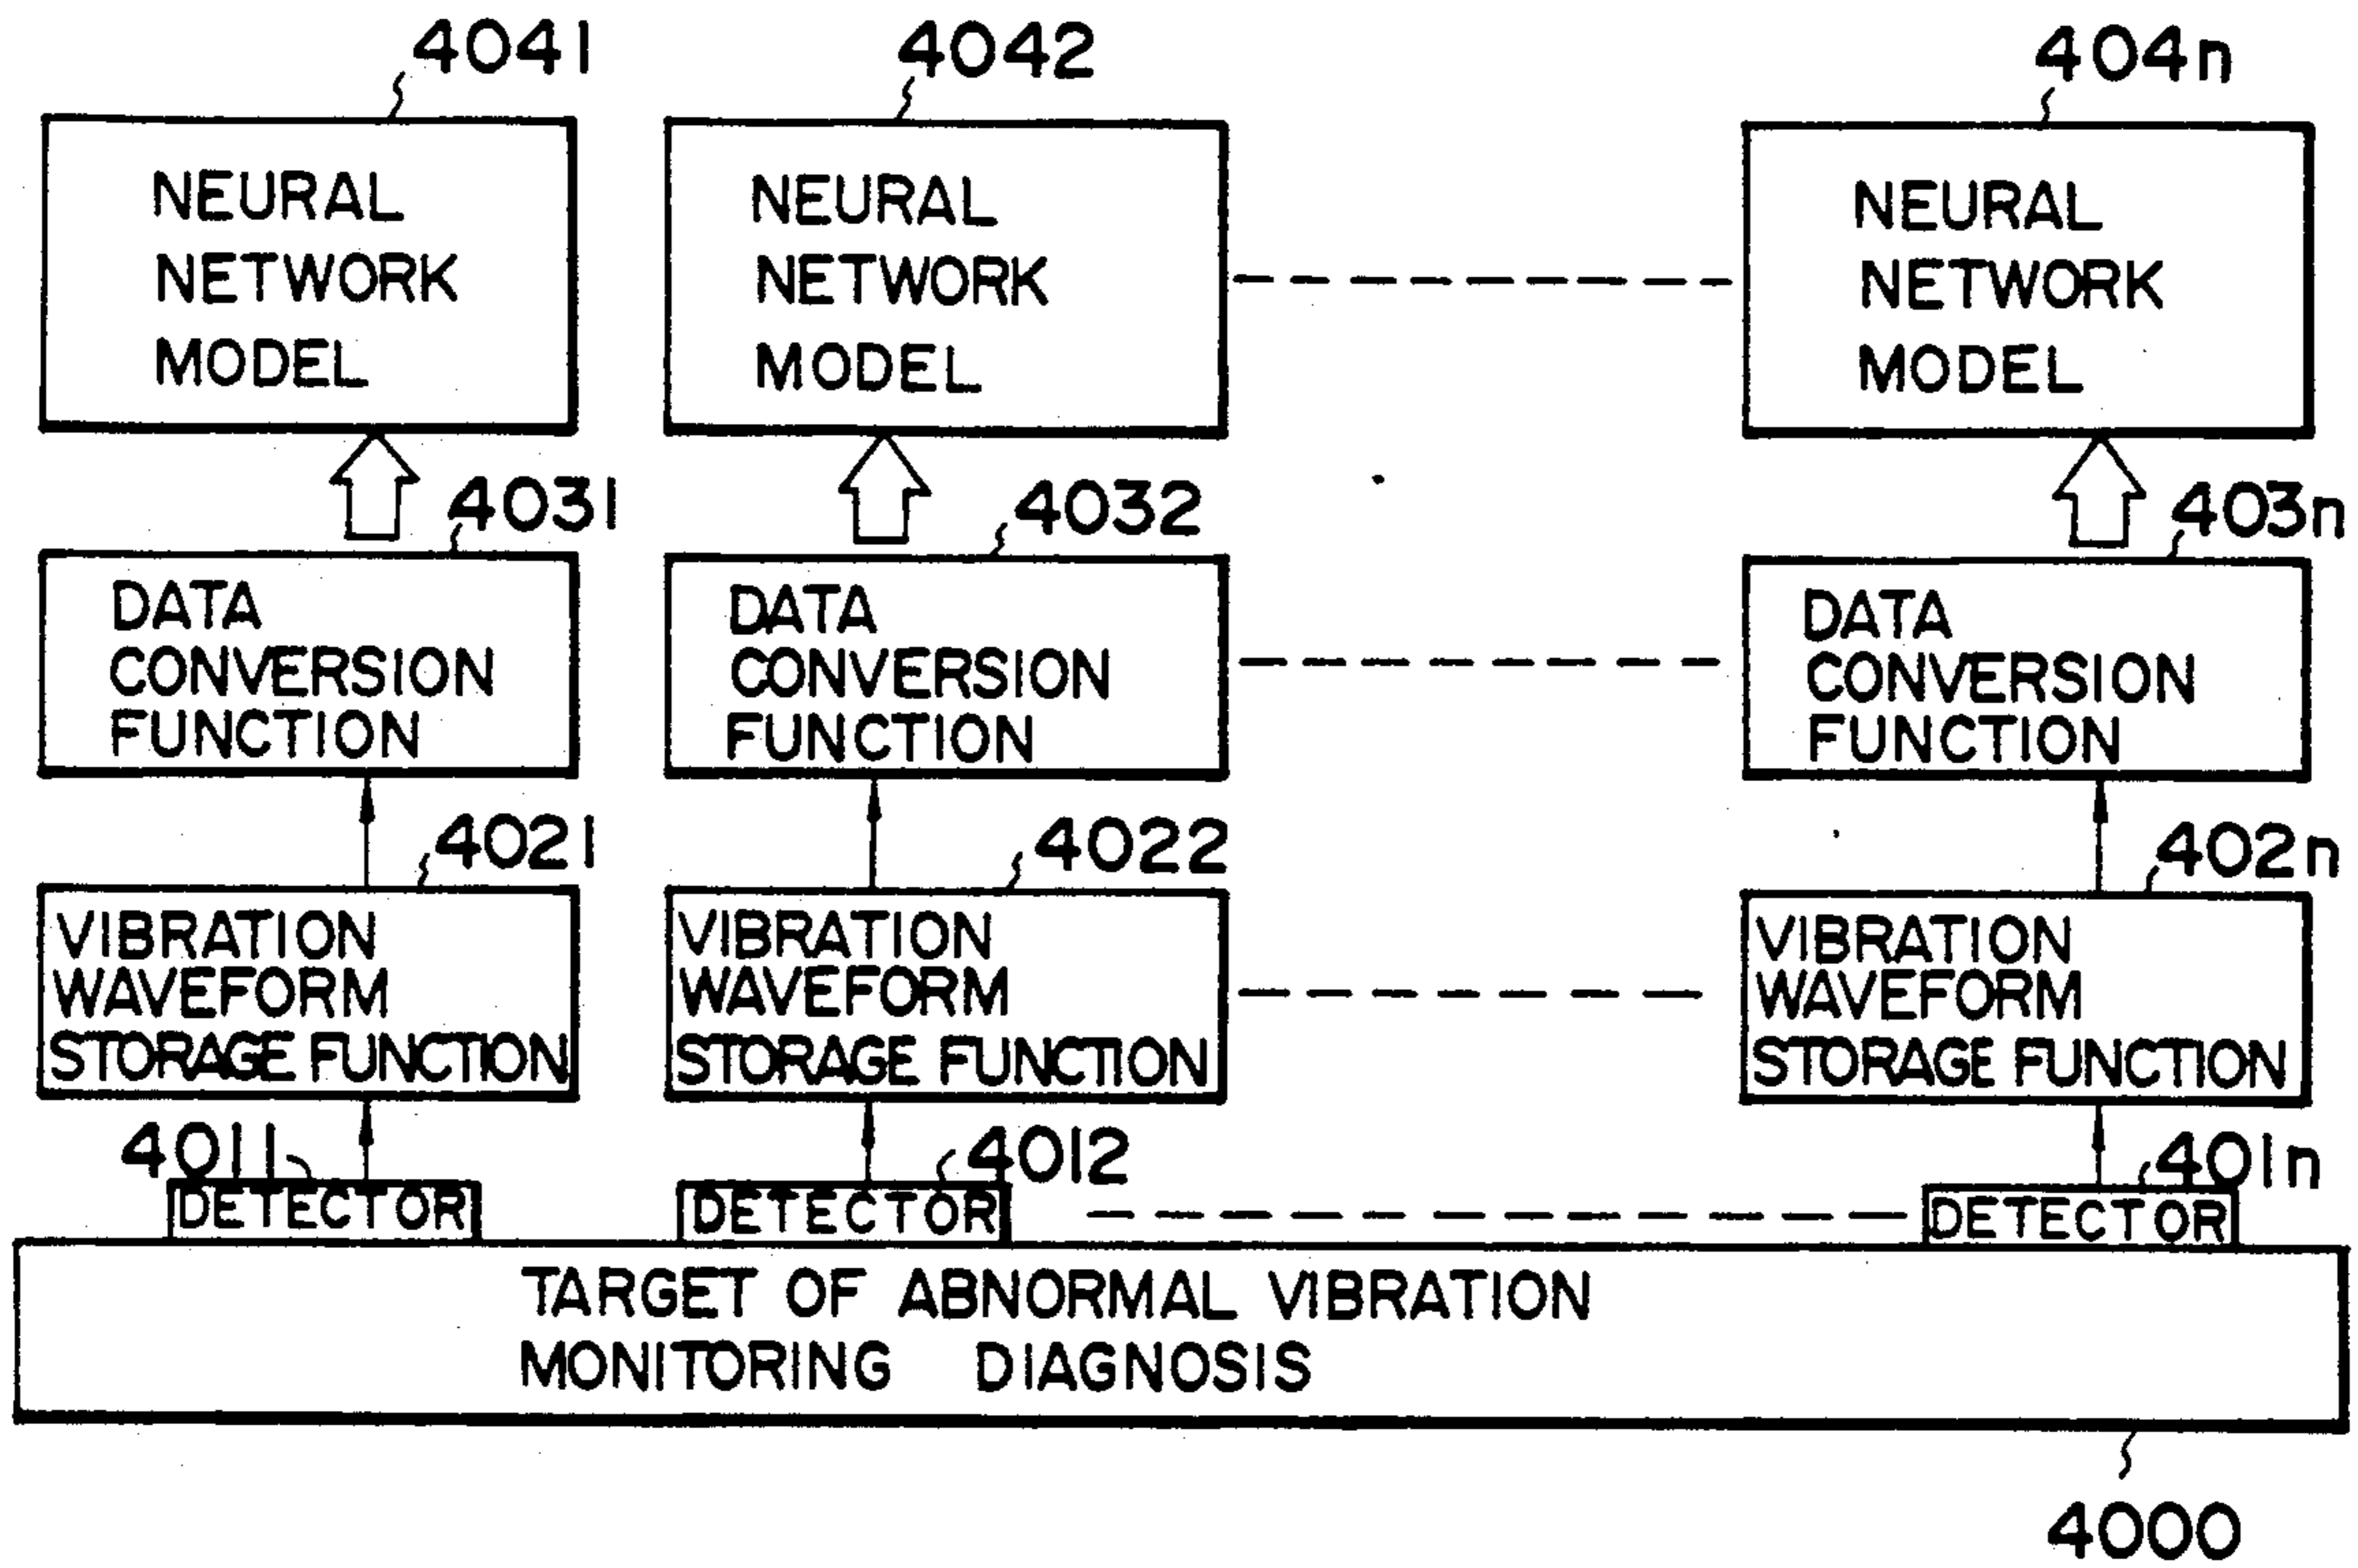 4041
4042
404n
NEURAL
NETWORK
MODEL
NEURAL
NETWORK
MODEL
NEURAL
NETWORK
MODEL
4031
4032
403n
DATA
CONVERSION
FUNCTION
DATA
CONVERSION
FUNCTION
DATA
CONVERSION
FUNCTION
4021
4022
402n
VIBRATION
WAVEFORM
STORAGE FUNCTION
VIBRATION
WAVEFORM
STORAGE FUNCTION
VIBRATION
WAVEFORM
STORAGE FUNCTION
4011
4012
401n
DETECTOR
DETECTOR
DETECTOR
TARGET OF ABNORMAL VIBRATION
MONITORING DIAGNOSIS
4000